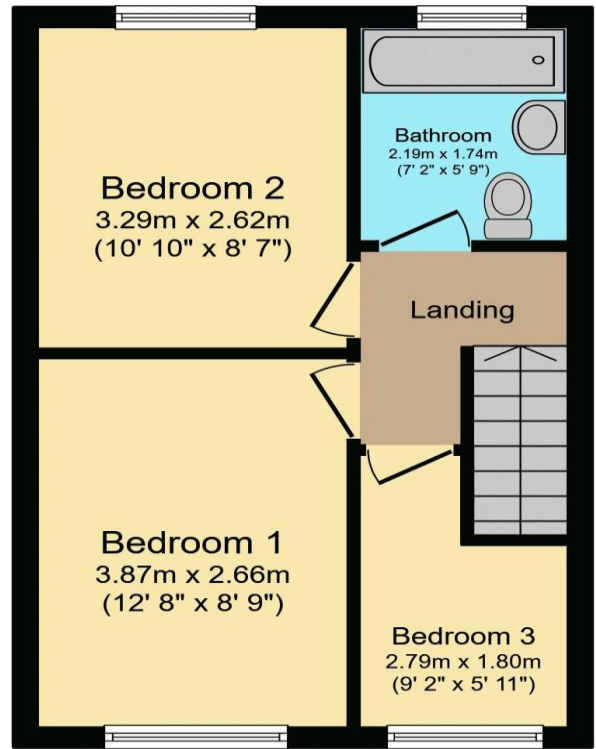 Bathroom
2.19m x 1.74m
(7' 2" x 5' 9")
Bedroom 2
3.29m x 2.62m
(10' 10" x 8' 7")
Landing
Bedroom 1
3.87m x 2.66m
(12' 8" x 8' 9")
Bedroom 3
2.79m x 1.80m
(9' 2" x 5' 11")